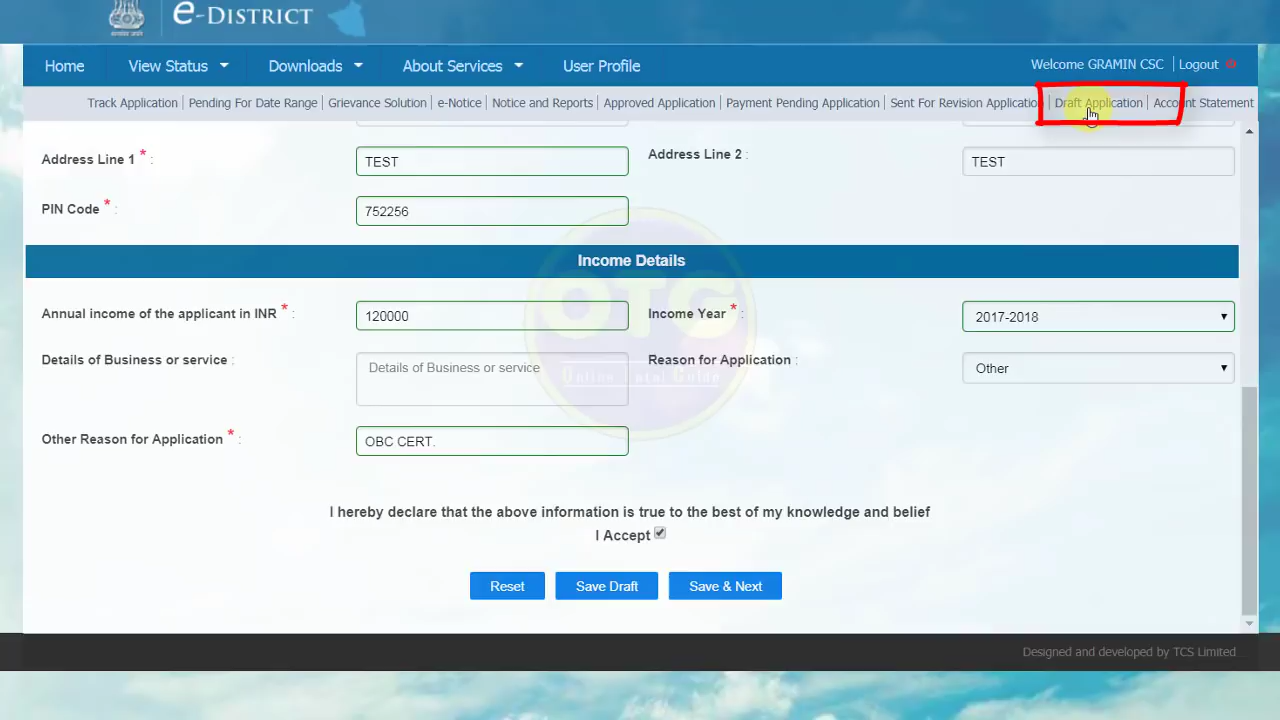 e-DISTRICT
Home View Status Downloads About Services User Profile Welcome GRAMIN CSC | Logout
Track Application | Pending For Date Range | Grievance Solution | e-Notice | Notice and Reports | Approved Application | Payment Pending Application | Sent For Revision Application | Draft Application | Account Statement
Address Line 1 * : TEST Address Line 2 : TEST
PIN Code * : 752256
Income Details
Annual income of the applicant in INR * : 120000 Income Year * : 2017-2018
Details of Business or service : Details of Business or service Reason for Application : Other
OTG
Online Total Guide
Other Reason for Application * : OBC CERT.
I hereby declare that the above information is true to the best of my knowledge and belief
I Accept
Reset Save Draft Save & Next
Designed and developed by TCS Limited